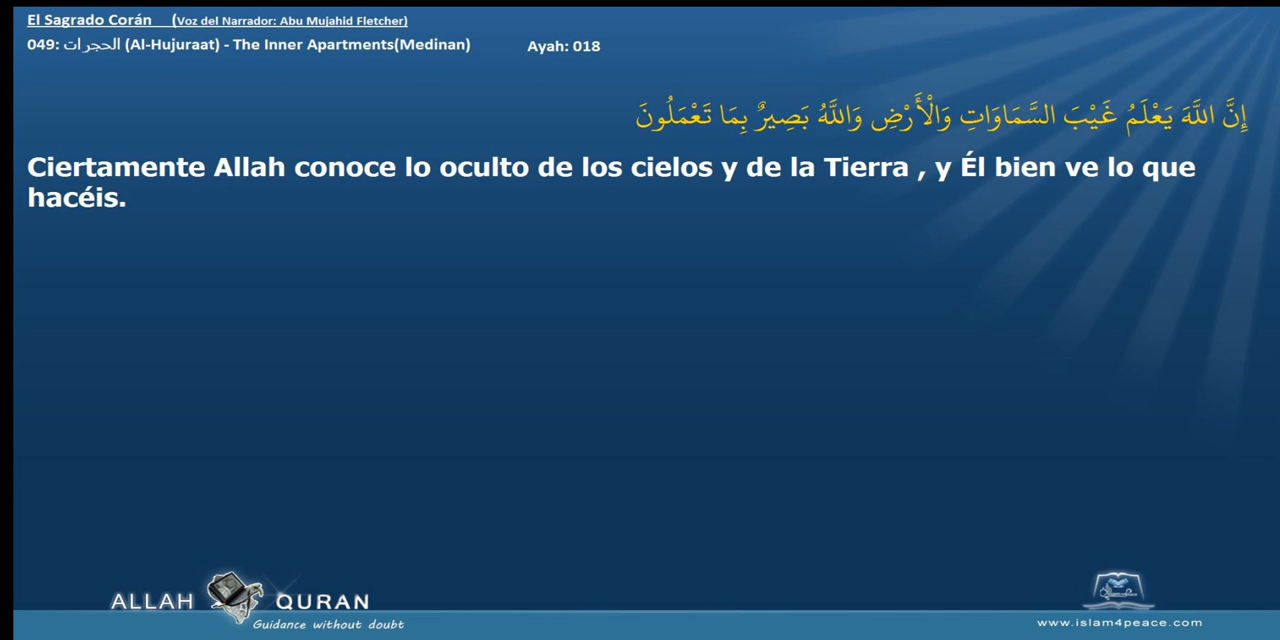 El Sagrado Corán (Voz del Narrador: Abu Mujahid Fletcher)
049: الحجرات (Al-Hujuraat) - The Inner Apartments(Medinan) Ayah: 018
إِنَّ اللَّهَ يَعْلَمُ غَيْبَ السَّمَاوَاتِ وَالْأَرْضِ وَاللَّهُ بَصِيرٌ بِمَا تَعْمَلُونَ
Ciertamente Allah conoce lo oculto de los cielos y de la Tierra , y Él bien ve lo que
hacéis.
ALLAH QURAN
Guidance without doubt
www.islam4peace.com